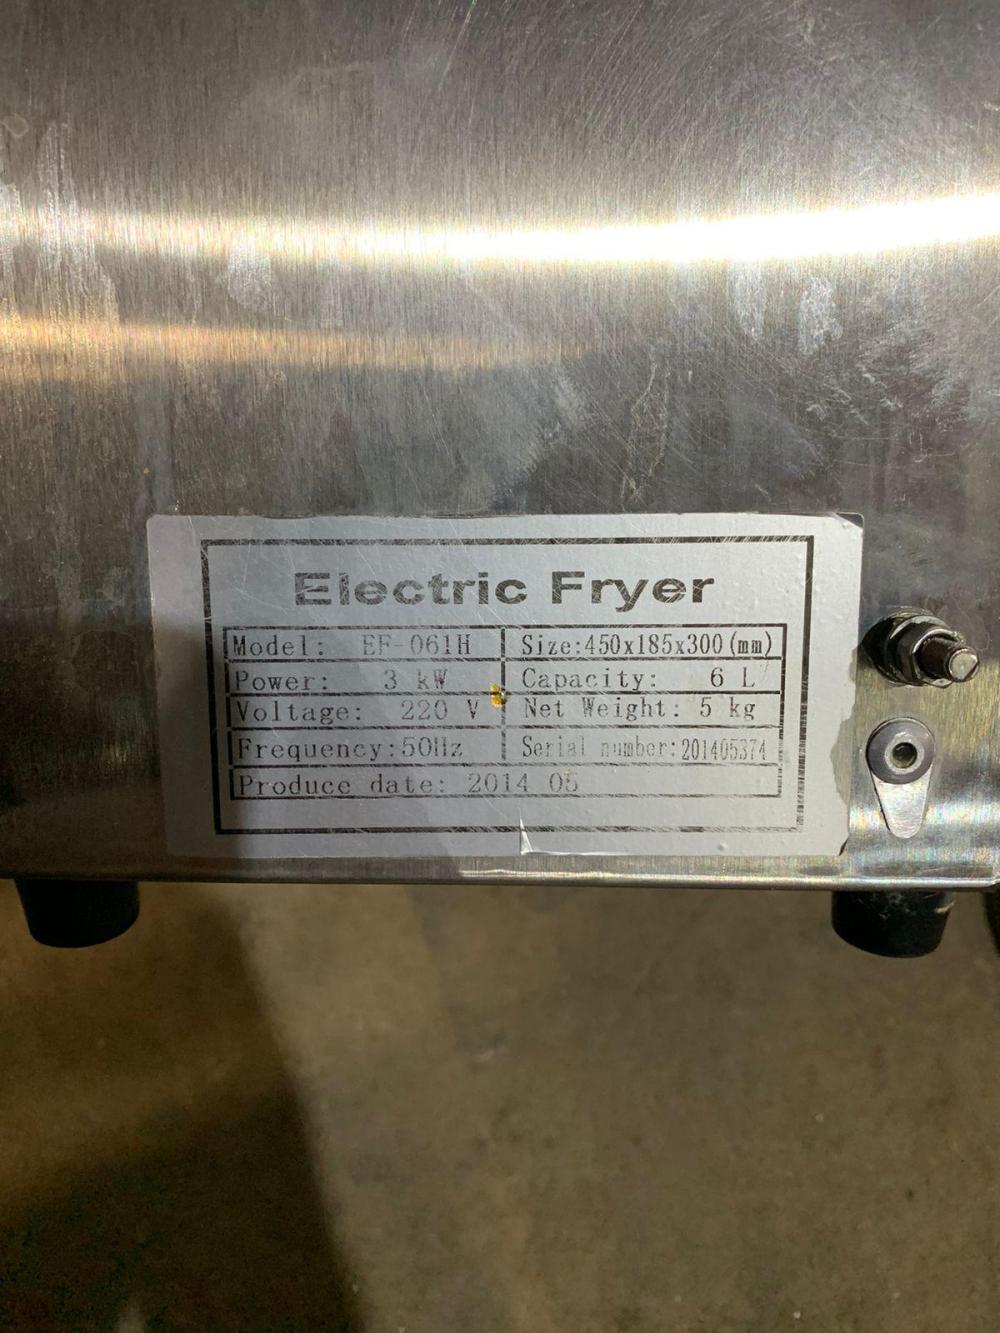 Electric Fryer
Model: EF-061H Size:450x185x300(mm)
Power: 3 kW Capacity: 6 L
Voltage: 220 V Net Weight: 5 kg
Frequency:50Hz Serial number:201405374
Produce date: 2014 05